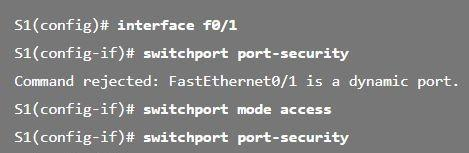 S1(config)# interface f0/1
S1(config-if)# switchport port-security
Command rejected: FastEthernet0/1 is a dynamic port.
S1(config-if)# switchport mode access
S1(config-if)# switchport port-security